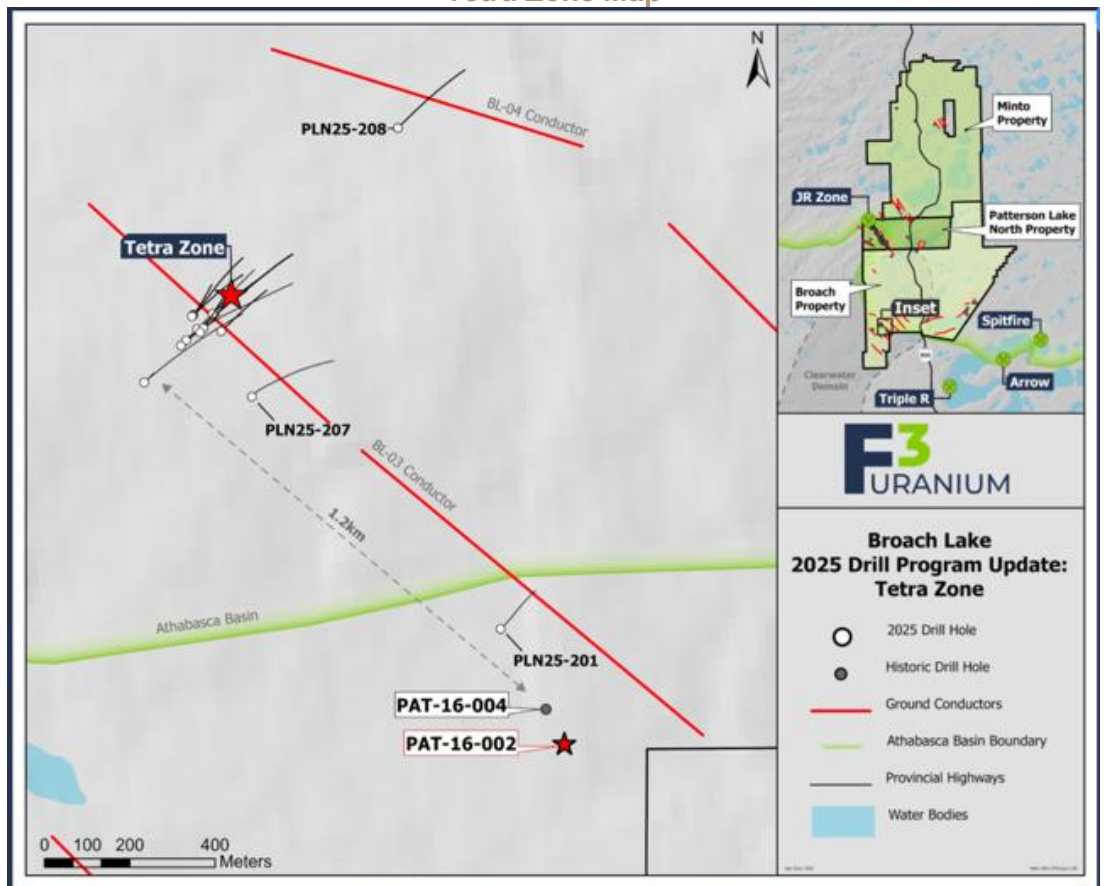 Tetra Zone Map
N
PLN25-208
BL-04 Conductor
Tetra Zone
PLN25-207
BL-03 Conductor
1.2km
Athabasca Basin
PLN25-201
PAT-16-004
PAT-16-002
0 100 200 400
Meters
Minto
Property
JR Zone
Patterson Lake
North Property
Broach
Property
Inset
Spitfire
Clearwater
Domain
Arrow
Triple R
F3
URANIUM
Broach Lake
2025 Drill Program Update:
Tetra Zone
2025 Drill Hole
Historic Drill Hole
Ground Conductors
Athabasca Basin Boundary
Provincial Highways
Water Bodies